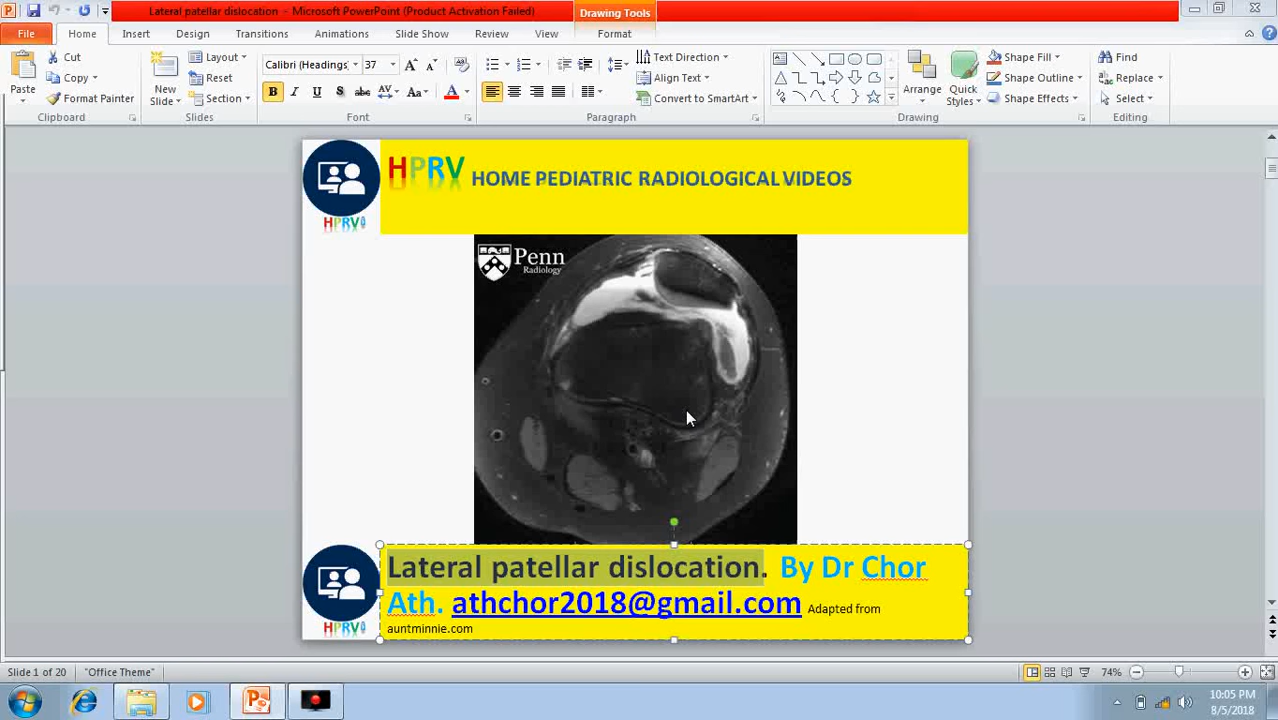 Lateral patellar dislocation - Microsoft PowerPoint (Product Activation Failed)
Drawing Tools
File Home Insert Design Transitions Animations Slide Show Review View Format
Paste
Cut
Copy
Format Painter
Clipboard
New Slide
Layout
Reset
Section
Slides
Calibri (Headings) 37
B I U S abc AV Aa A
Font
Text Direction
Align Text
Convert to SmartArt
Paragraph
Arrange
Quick Styles
Shape Fill
Shape Outline
Shape Effects
Drawing
Find
Replace
Select
Editing
HPRV HOME PEDIATRIC RADIOLOGICAL VIDEOS
HPRV
Penn
Radiology
Lateral patellar dislocation. By Dr Chor
Ath. athchor2018@gmail.com Adapted from
auntminnie.com
HPRV
Slide 1 of 20 "Office Theme" 74%
10:05 PM
8/5/2018